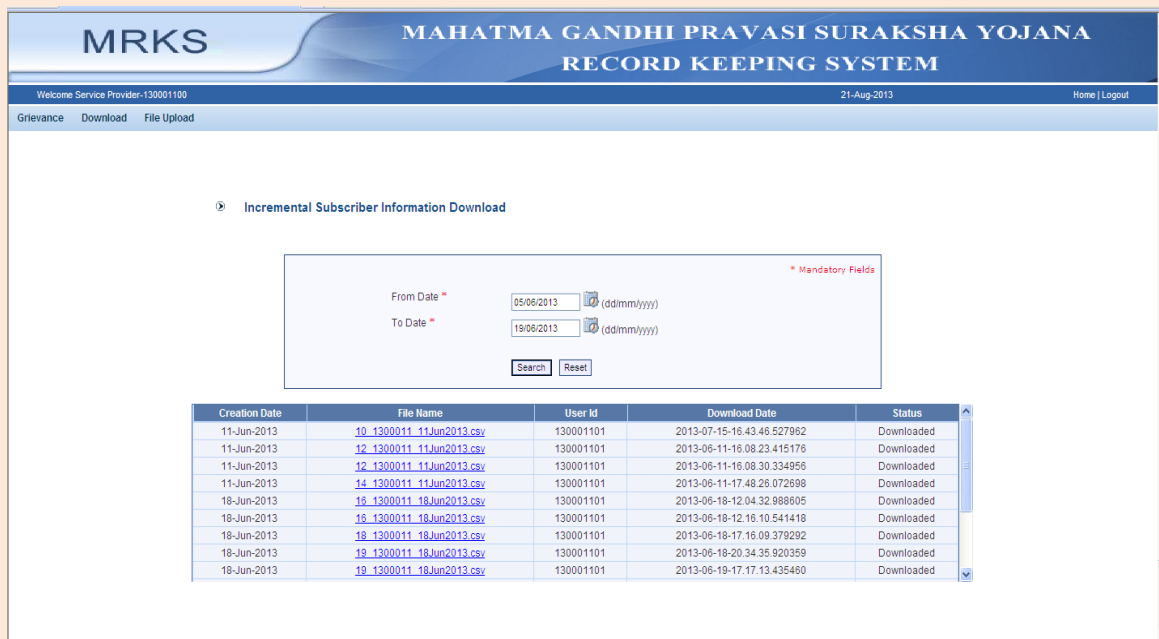 MRKS
MAHATMA GANDHI PRAVASI SURAKSHA YOJANA
RECORD KEEPING SYSTEM
Welcome Service Provider-130001100 21-Aug-2013 Home | Logout
Grievance Download File Upload
Incremental Subscriber Information Download
* Mandatory Fields
From Date * 05/06/2013 (dd/mm/yyyy)
To Date * 19/06/2013 (dd/mm/yyyy)
Search Reset
Creation Date File Name User Id Download Date Status
11-Jun-2013 10_1300011_11Jun2013.csv 130001101 2013-07-15-16.43.46.527962 Downloaded
11-Jun-2013 12_1300011_11Jun2013.csv 130001101 2013-06-11-16.08.23.415176 Downloaded
11-Jun-2013 12_1300011_11Jun2013.csv 130001101 2013-06-11-16.08.30.334956 Downloaded
11-Jun-2013 14_1300011_11Jun2013.csv 130001101 2013-06-11-17.48.26.072698 Downloaded
18-Jun-2013 16_1300011_18Jun2013.csv 130001101 2013-06-18-12.04.32.988605 Downloaded
18-Jun-2013 16_1300011_18Jun2013.csv 130001101 2013-06-18-12.16.10.541418 Downloaded
18-Jun-2013 18_1300011_18Jun2013.csv 130001101 2013-06-18-17.16.09.379292 Downloaded
18-Jun-2013 19_1300011_18Jun2013.csv 130001101 2013-06-18-20.34.35.920359 Downloaded
18-Jun-2013 19_1300011_18Jun2013.csv 130001101 2013-06-19-17.17.13.435460 Downloaded